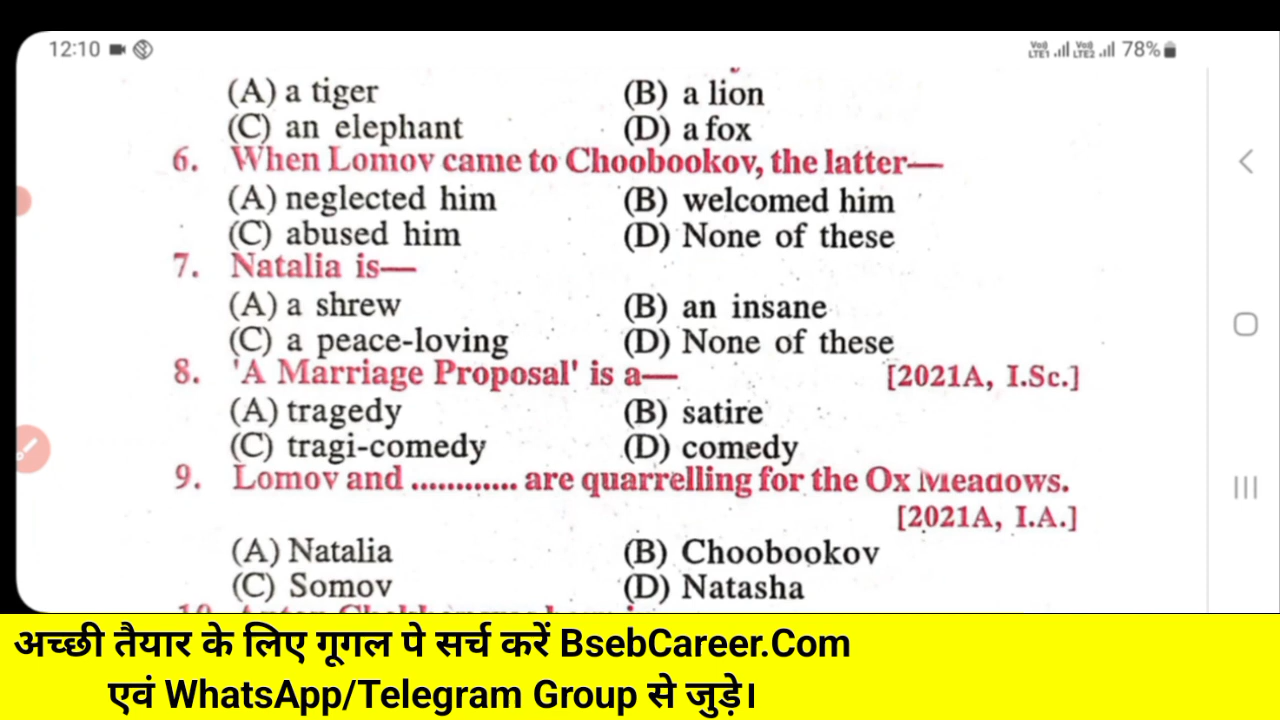 12:10 78%
(A) a tiger (B) a lion
(C) an elephant (D) a fox
6. When Lomov came to Choobookov, the latter—
(A) neglected him (B) welcomed him
(C) abused him (D) None of these
7. Natalia is—
(A) a shrew (B) an insane
(C) a peace-loving (D) None of these
8. 'A Marriage Proposal' is a— [2021A, I.Sc.]
(A) tragedy (B) satire
(C) tragi-comedy (D) comedy
9. Lomov and ............ are quarrelling for the Ox Meadows.
[2021A, I.A.]
(A) Natalia (B) Choobookov
(C) Somov (D) Natasha
अच्छी तैयार के लिए गूगल पे सर्च करें BsebCareer.Com
एवं WhatsApp/Telegram Group से जुड़े।